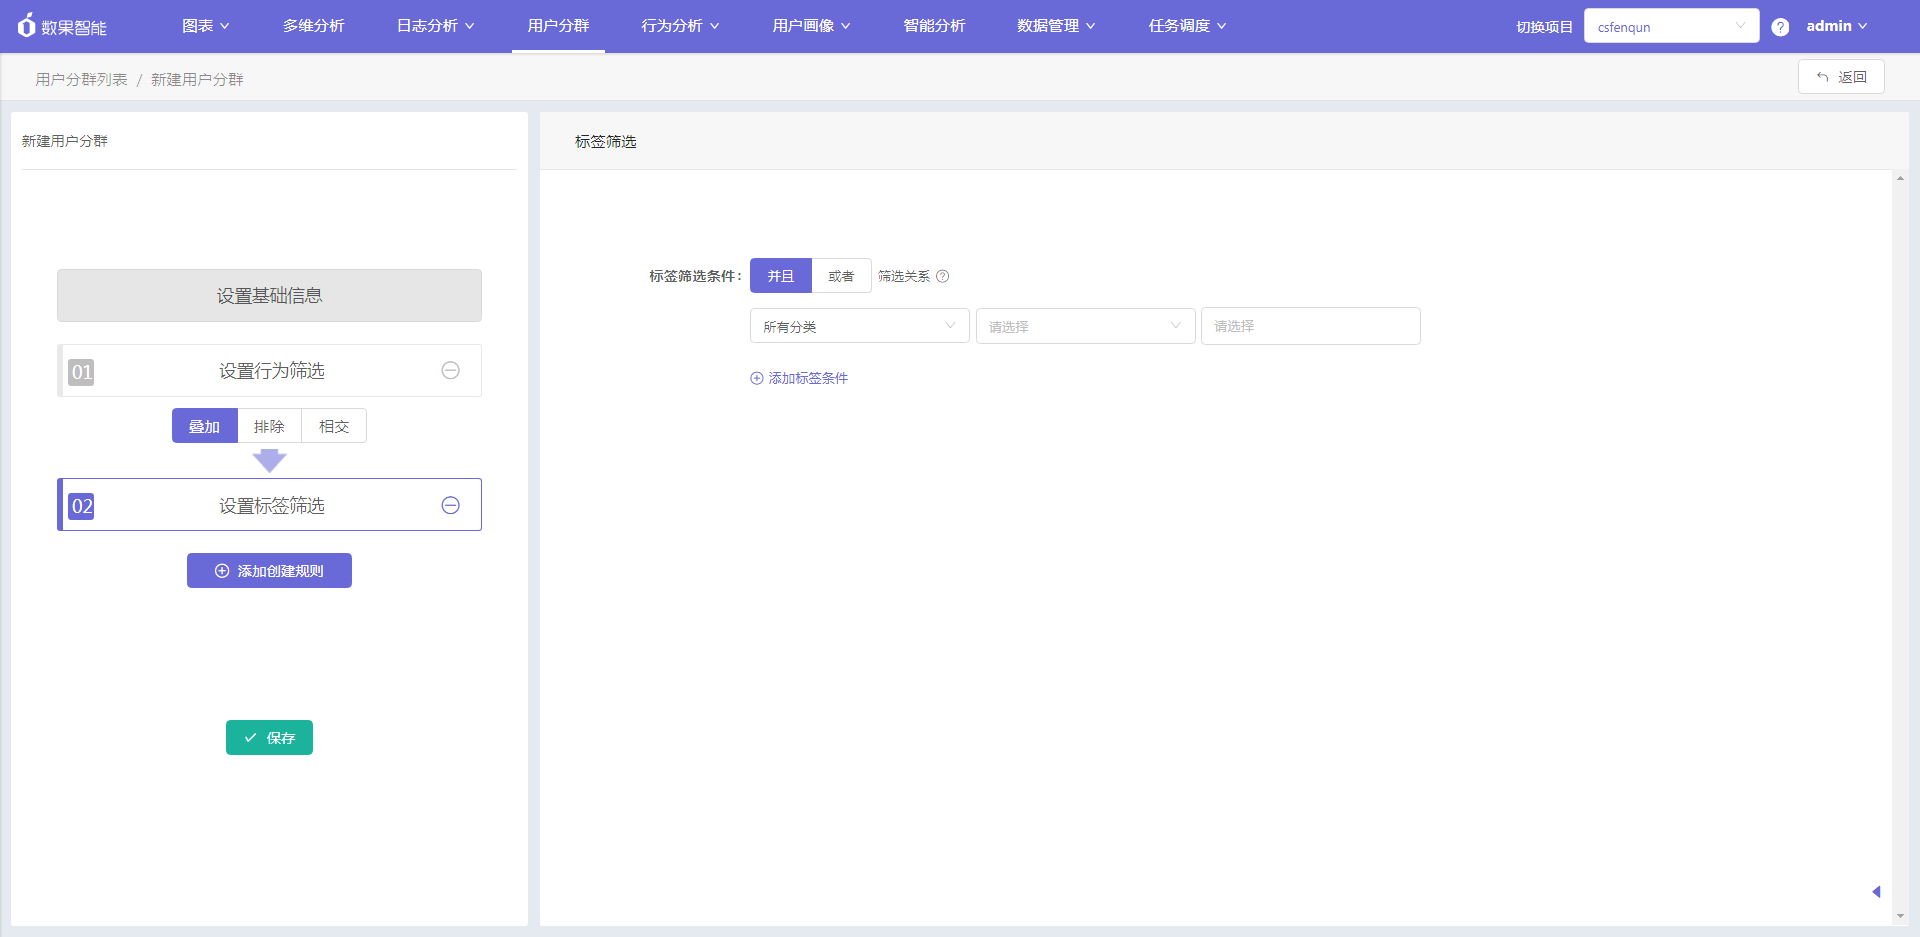 数果智能
图表
多维分析
日志分析
用户分群
行为分析
用户画像
智能分析
数据管理
任务调度
切换项目
csfenqun
?
admin
用户分群列表 / 新建用户分群
返回
新建用户分群
设置基础信息
01 设置行为筛选
叠加 排除 相交
02 设置标签筛选
添加创建规则
保存
标签筛选
标签筛选条件: 并且 或者 筛选关系 ?
所有分类 请选择 请选择
添加标签条件